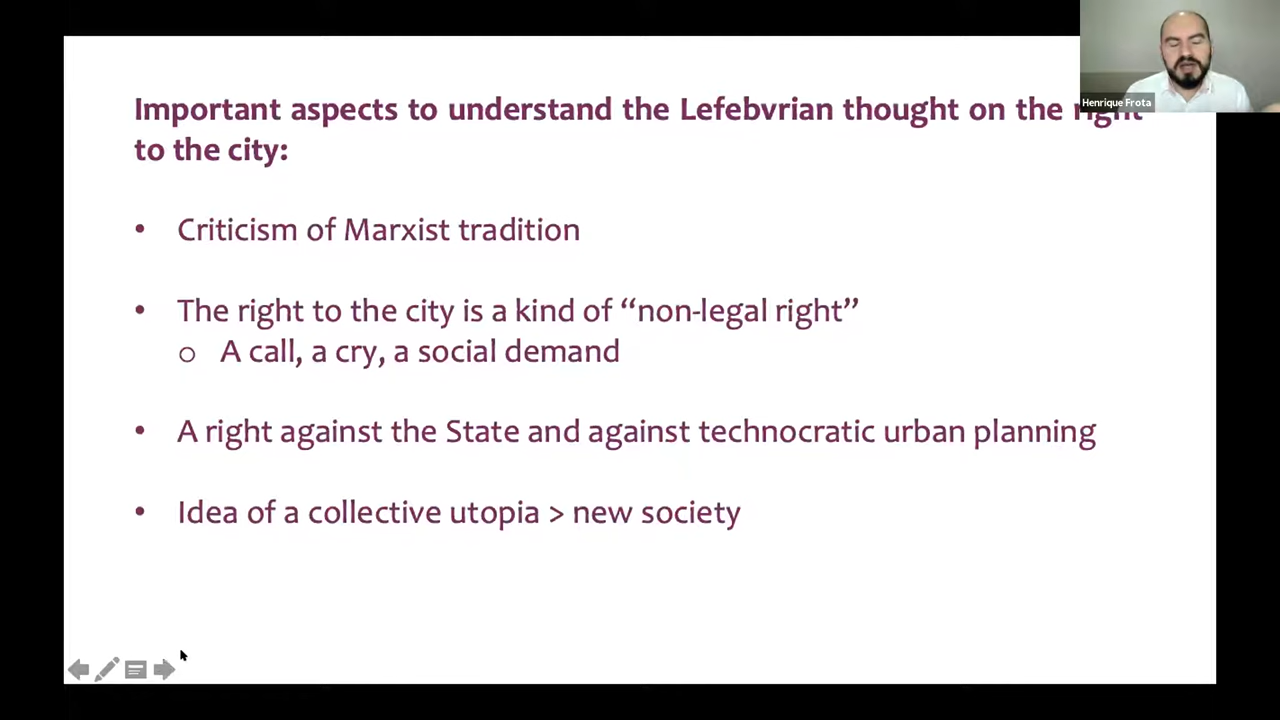 Important aspects to understand the Lefebvrian thought on the right
to the city:
• Criticism of Marxist tradition
• The right to the city is a kind of “non-legal right”
o A call, a cry, a social demand
• A right against the State and against technocratic urban planning
• Idea of a collective utopia > new society
Henrique Frota